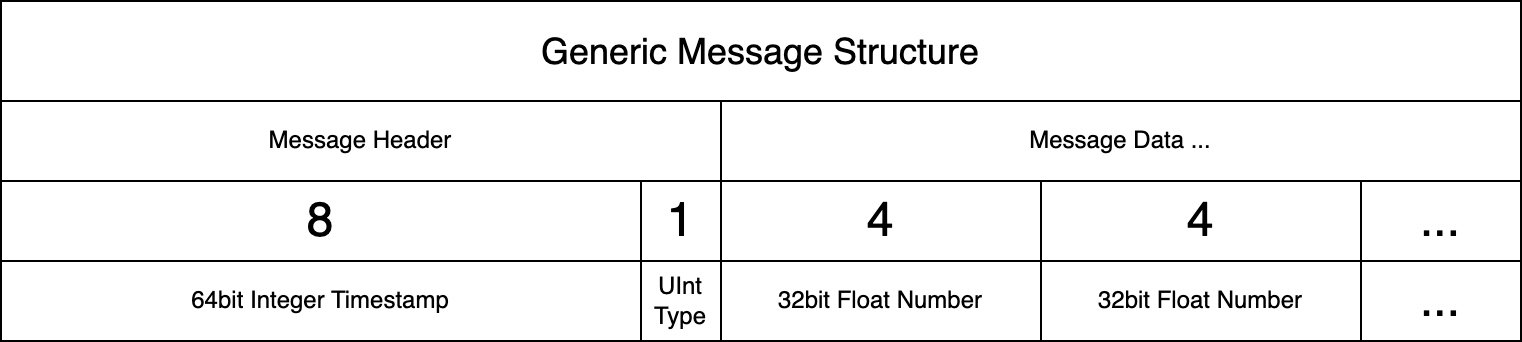 Generic Message Structure
Message Header
Message Data ...
8
1
4
4
...
64bit Integer Timestamp
UInt
Type
32bit Float Number
32bit Float Number
...